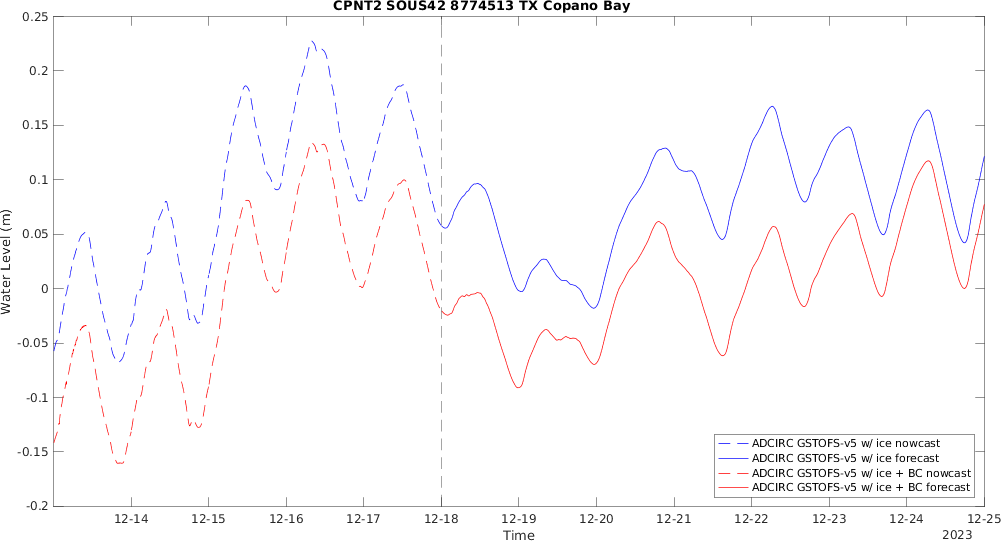 CPNT2 SOUS42 8774513 TX Copano Bay
0.25
0.2
0.15
0.1
0.05
0
-0.05
-0.1
-0.15
-0.2
Water Level (m)
ADCIRC GSTOFS-v5 w/ ice nowcast
ADCIRC GSTOFS-v5 w/ ice forecast
ADCIRC GSTOFS-v5 w/ ice + BC nowcast
ADCIRC GSTOFS-v5 w/ ice + BC forecast
12-14 12-15 12-16 12-17 12-18 12-19 12-20 12-21 12-22 12-23 12-24 12-25
Time 2023